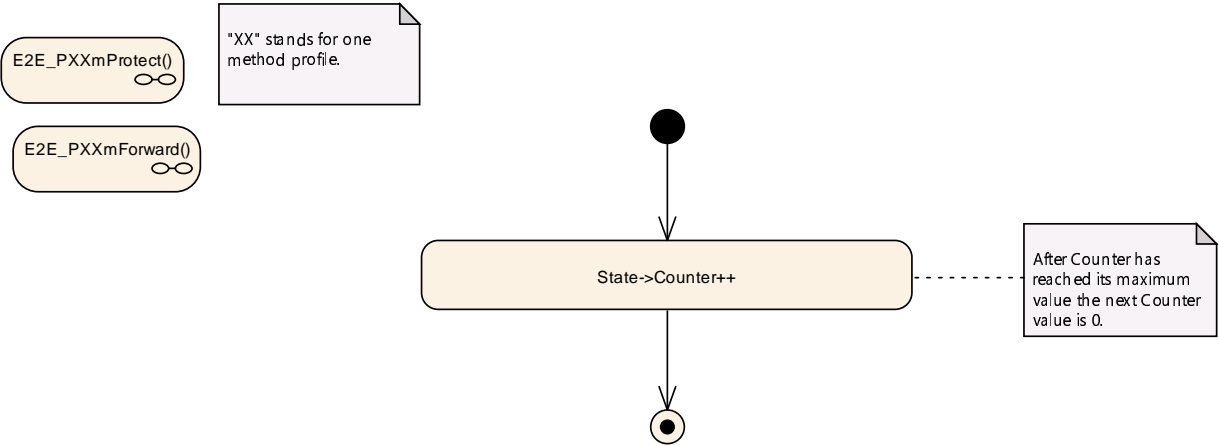 E2E_PXXmProtect()
"XX" stands for one
method profile.
E2E_PXXmForward()
State->Counter++
After Counter has
reached its maximum
value the next Counter
value is 0.